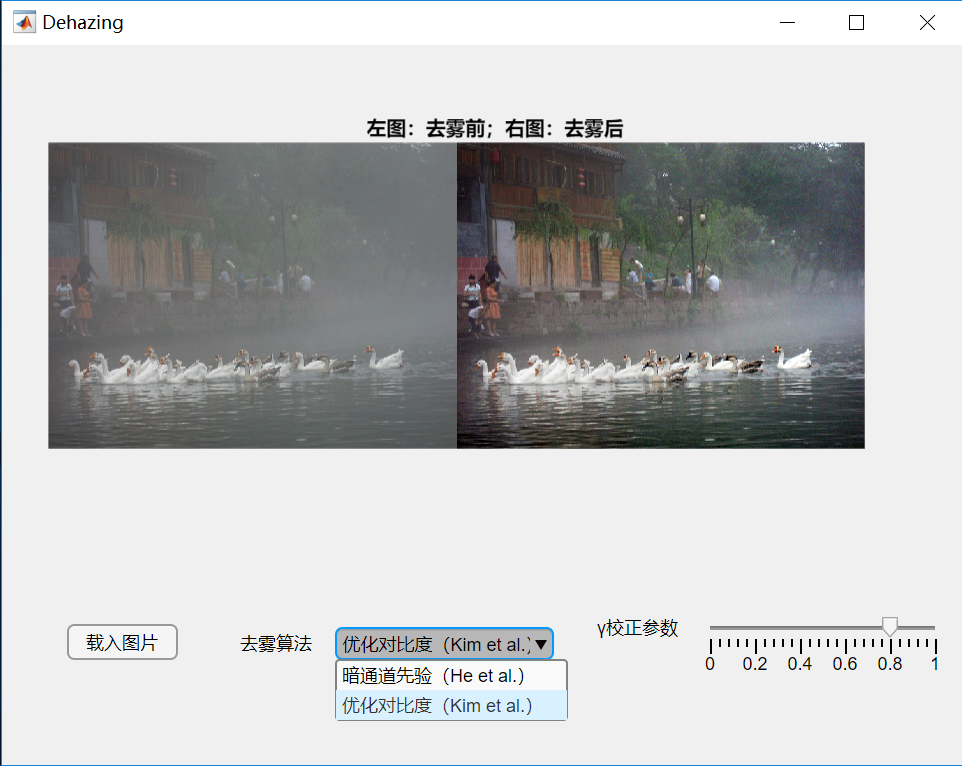 Dehazing
左图：去雾前；右图：去雾后
载入图片
去雾算法
优化对比度（Kim et al.）
暗通道先验（He et al.）
优化对比度（Kim et al.）
γ校正参数
0 0.2 0.4 0.6 0.8 1